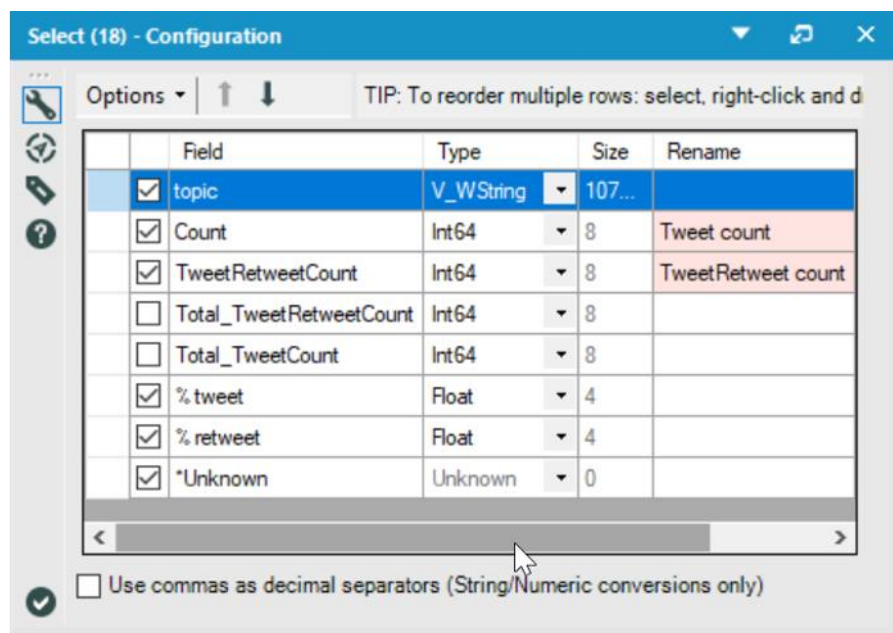 Select (18) - Configuration
Options TIP: To reorder multiple rows: select, right-click and d
Field Type Size Rename
topic V_WString 107...
Count Int64 8 Tweet count
TweetRetweetCount Int64 8 TweetRetweet count
Total_TweetRetweetCount Int64 8
Total_TweetCount Int64 8
% tweet Float 4
% retweet Float 4
*Unknown Unknown 0
Use commas as decimal separators (String/Numeric conversions only)